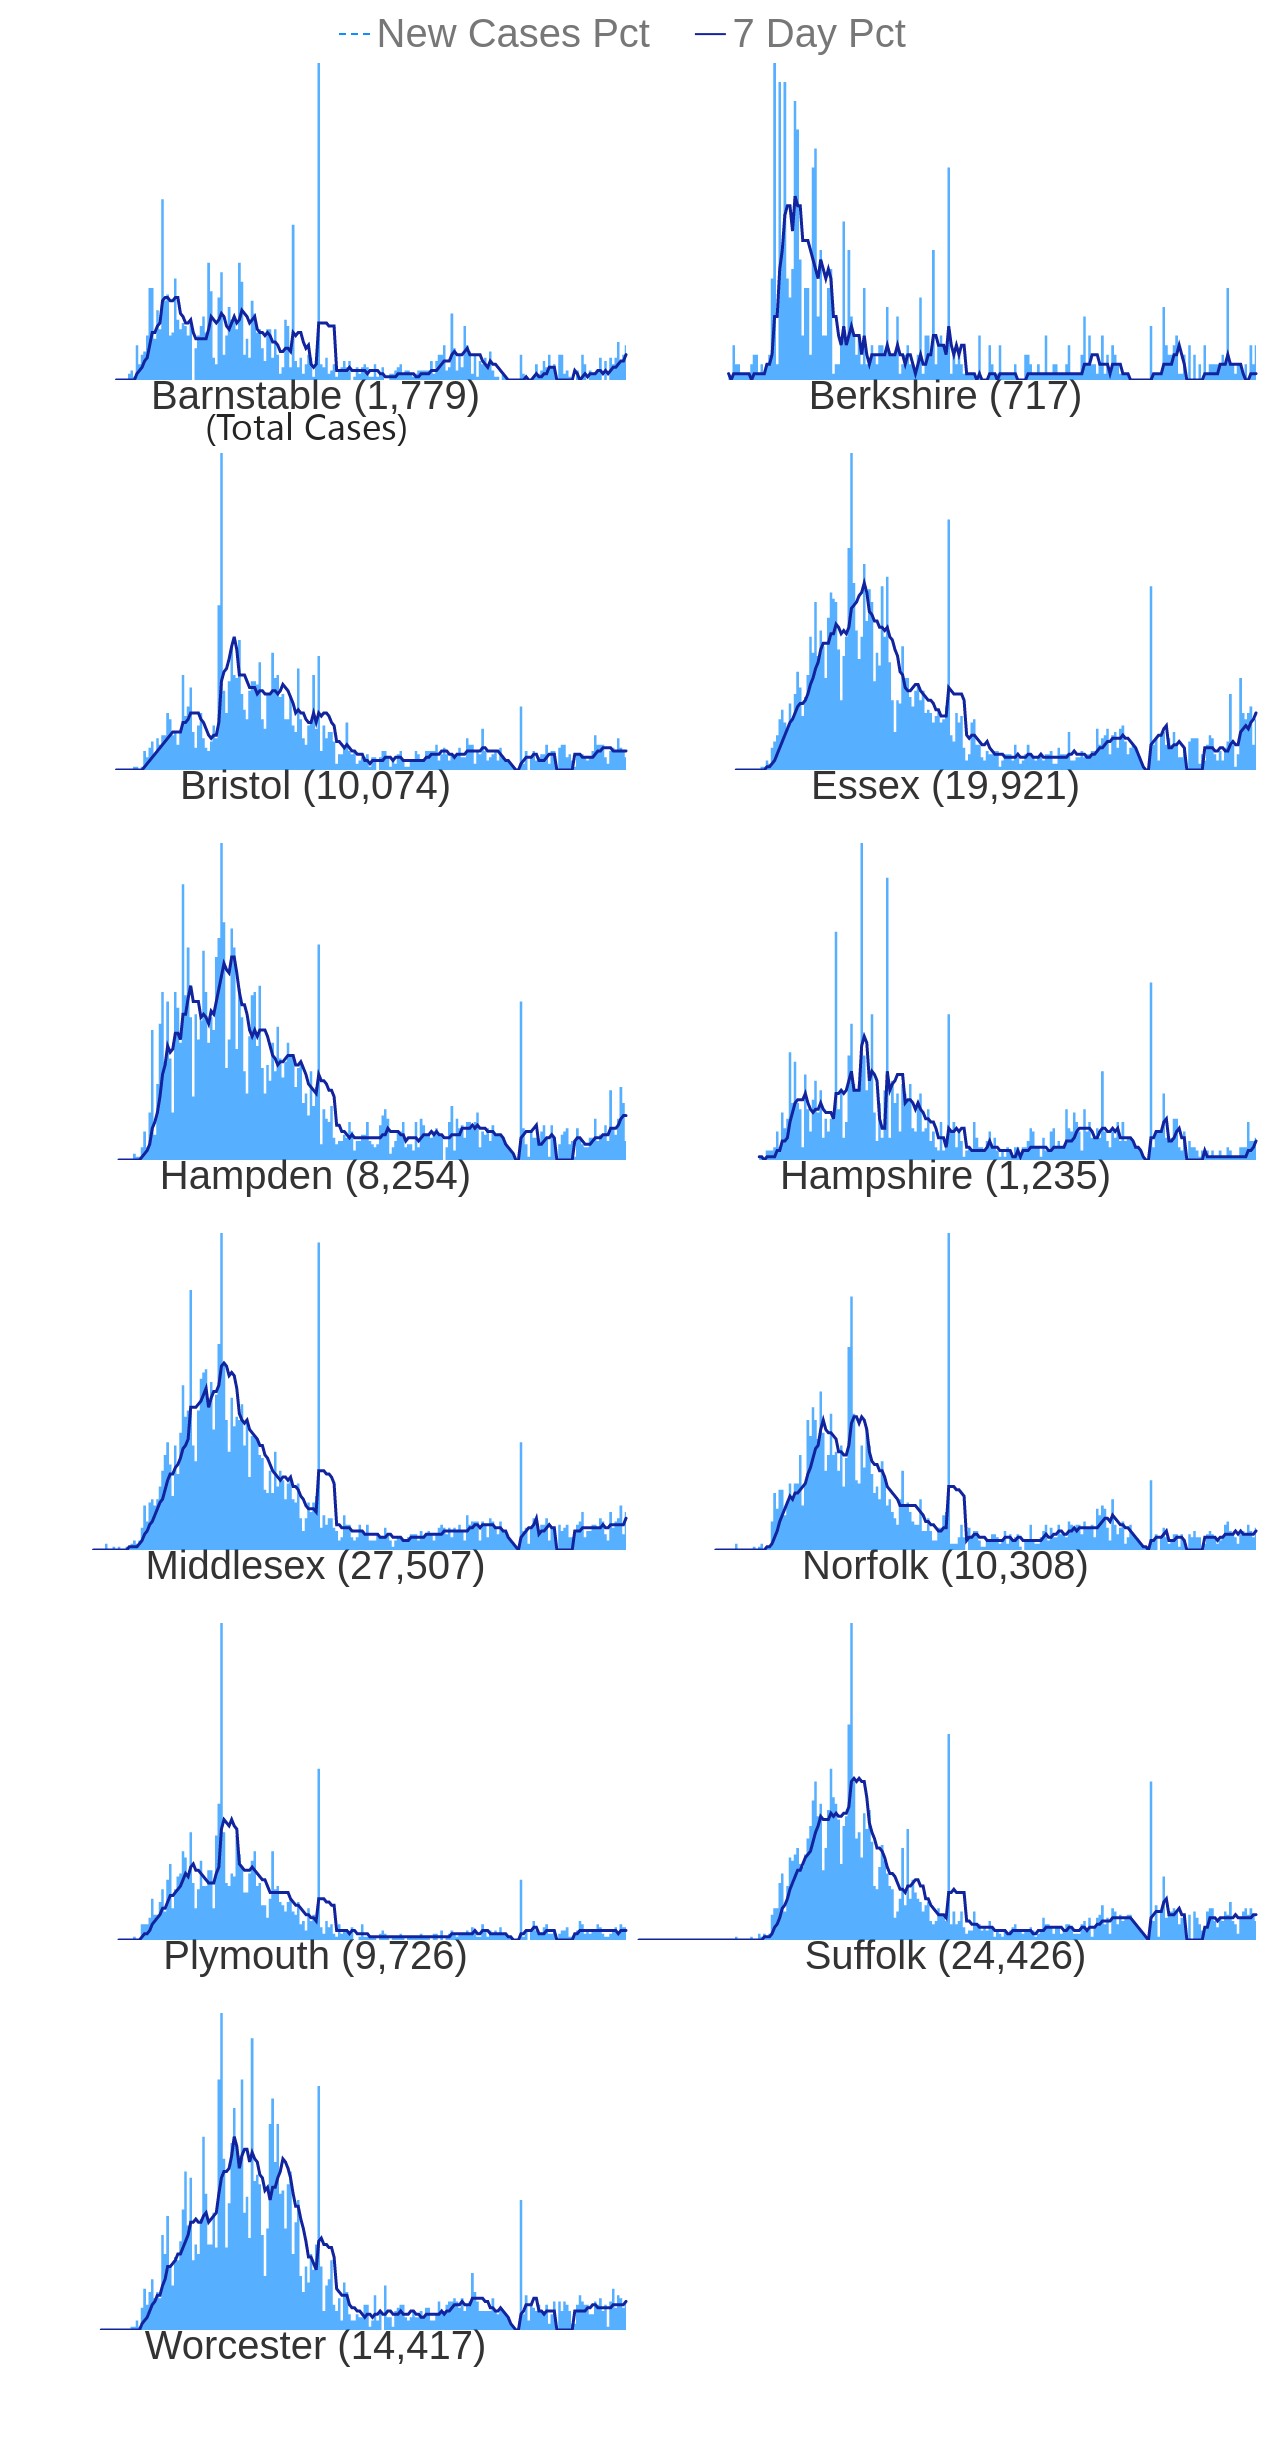 New Cases Pct 7 Day Pct
Barnstable (1,779) Berkshire (717)
(Total Cases)
Bristol (10,074) Essex (19,921)
Hampden (8,254) Hampshire (1,235)
Middlesex (27,507) Norfolk (10,308)
Plymouth (9,726) Suffolk (24,426)
Worcester (14,417)